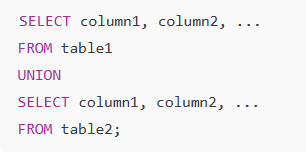 SELECT column1, column2, ...
FROM table1
UNION
SELECT column1, column2, ...
FROM table2;